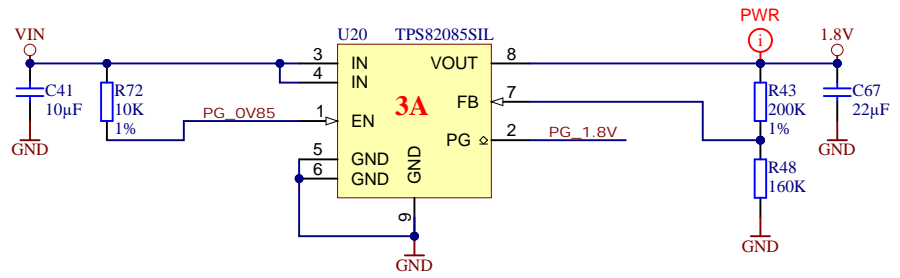 PWR
i
VIN
U20 TPS82085SIL
1.8V
3 IN
4 IN
VOUT 8
C41
10µF
R72
10K
1%
3A
FB 7
R43
200K
1%
C67
22µF
PG_0V85
1 EN
PG 2
PG_1.8V
GND
GND
5 GND
6 GND
GND
R48
160K
9
GND
GND